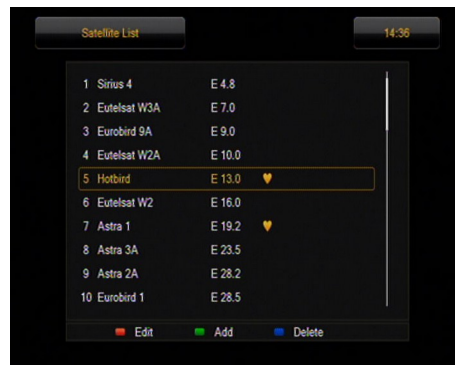 Satellite List 14:36
1 Sirius 4 E 4.8
2 Eutelsat W3A E 7.0
3 Eurobird 9A E 9.0
4 Eutelsat W2A E 10.0
5 Hotbird E 13.0
6 Eutelsat W2 E 16.0
7 Astra 1 E 19.2
8 Astra 3A E 23.5
9 Astra 2A E 28.2
10 Eurobird 1 E 28.5
Edit Add Delete